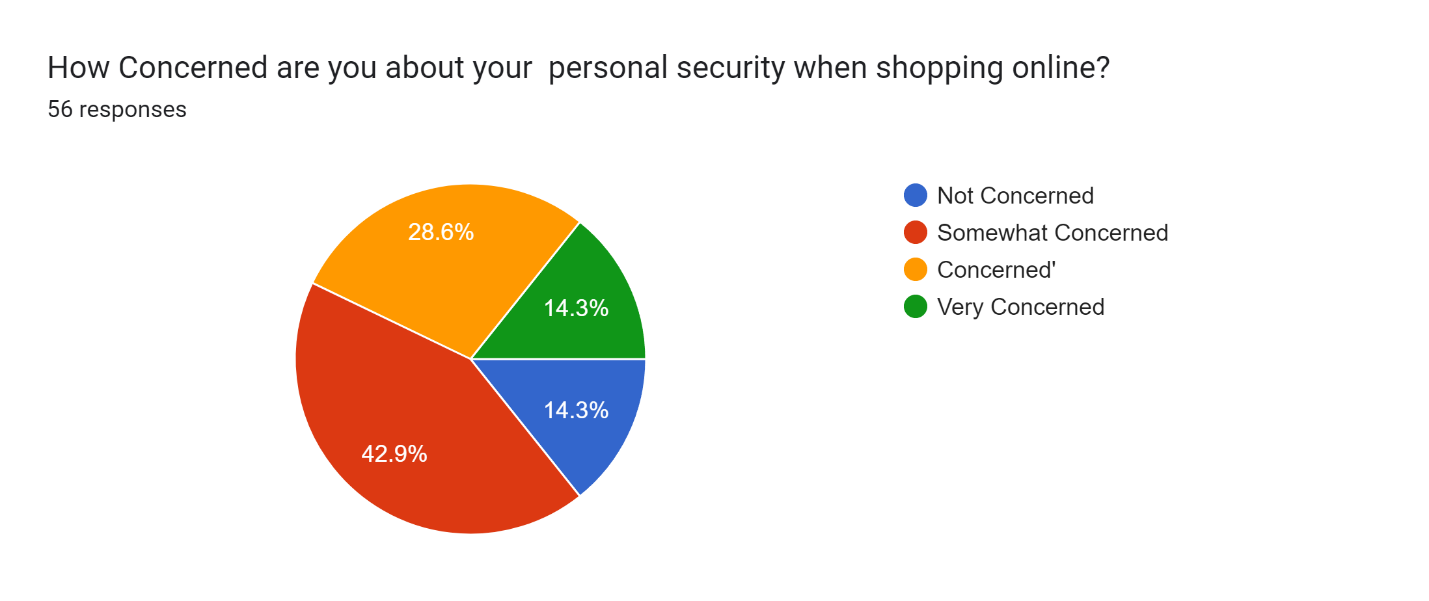 How Concerned are you about your  personal security when shopping online?
56 responses
Not Concerned
28.6%
Somewhat Concerned
Concerned'
14.3%
Very Concerned
14.3%
42.9%